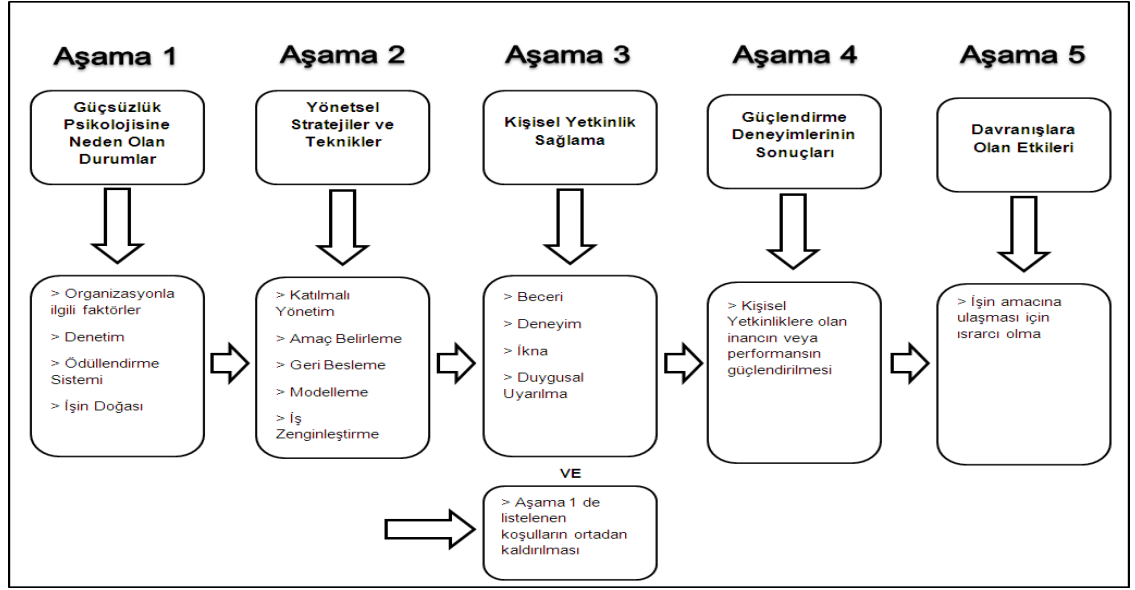 Aşama 1
Aşama 2
Aşama 3
Aşama 4
Aşama 5
Güçsüzlük
Psikolojisine
Neden Olan
Durumlar
Yönetsel
Stratejiler ve
Teknikler
Kişisel Yetkinlik
Sağlama
Güçlendirme
Deneyimlerinin
Sonuçları
Davranışlara
Olan Etkileri
> Organizasyonla
ilgili faktörler
> Denetim
> Ödüllendirme
Sistemi
> İşin Doğası
> Katılmalı
Yönetim
> Amaç Belirleme
> Geri Besleme
> Modelleme
> İş
Zenginleştirme
> Beceri
> Deneyim
> İkna
> Duygusal
Uyarılma
> Kişisel
Yetkinliklere olan
inancın veya
performansın
güçlendirilmesi
> İşin amacına
ulaşması için
ısrarcı olma
VE
> Aşama 1 de
listelenen
koşulların ortadan
kaldırılması